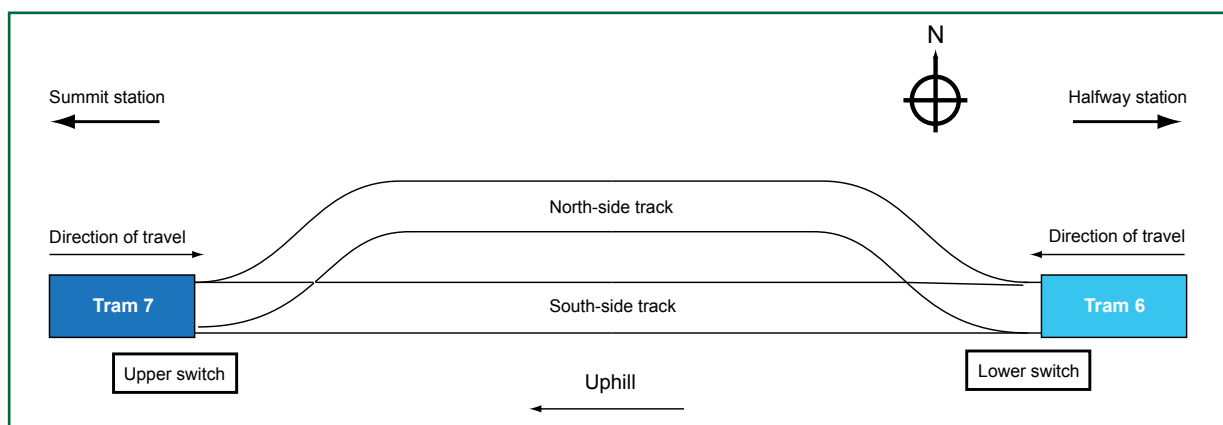 N
Summit station
Halfway station
North-side track
Direction of travel
Direction of travel
Tram 7
South-side track
Tram 6
Upper switch
Lower switch
Uphill